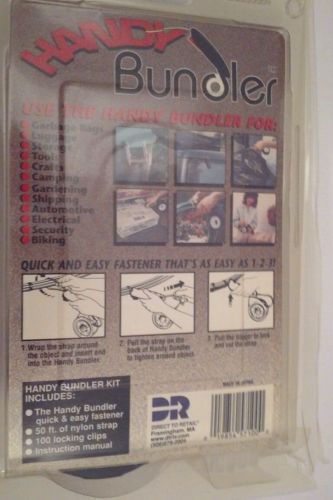 HANDY
Bundler
USE THE HANDY BUNDLER FOR:
Garbage Bags
Luggage
Storage
Tools
Crafts
Camping
Gardening
Shipping
Automotive
Electrical
Security
Biking
QUICK AND EASY FASTENER THAT'S AS EASY AS 1-2-3!
1. Wrap the strap around
the object and insert end
into the Handy Bundler.
2. Pull the strap on the
back of Handy Bundler
to tighten around object.
3. Pull the trigger to lock
and cut the strap.
HANDY BUNDLER KIT
INCLUDES:
The Handy Bundler
quick & easy fastener
50 ft. of nylon strap
100 locking clips
Instruction manual
DR
DIRECT TO RETAIL
Framingham, MA
MADE IN